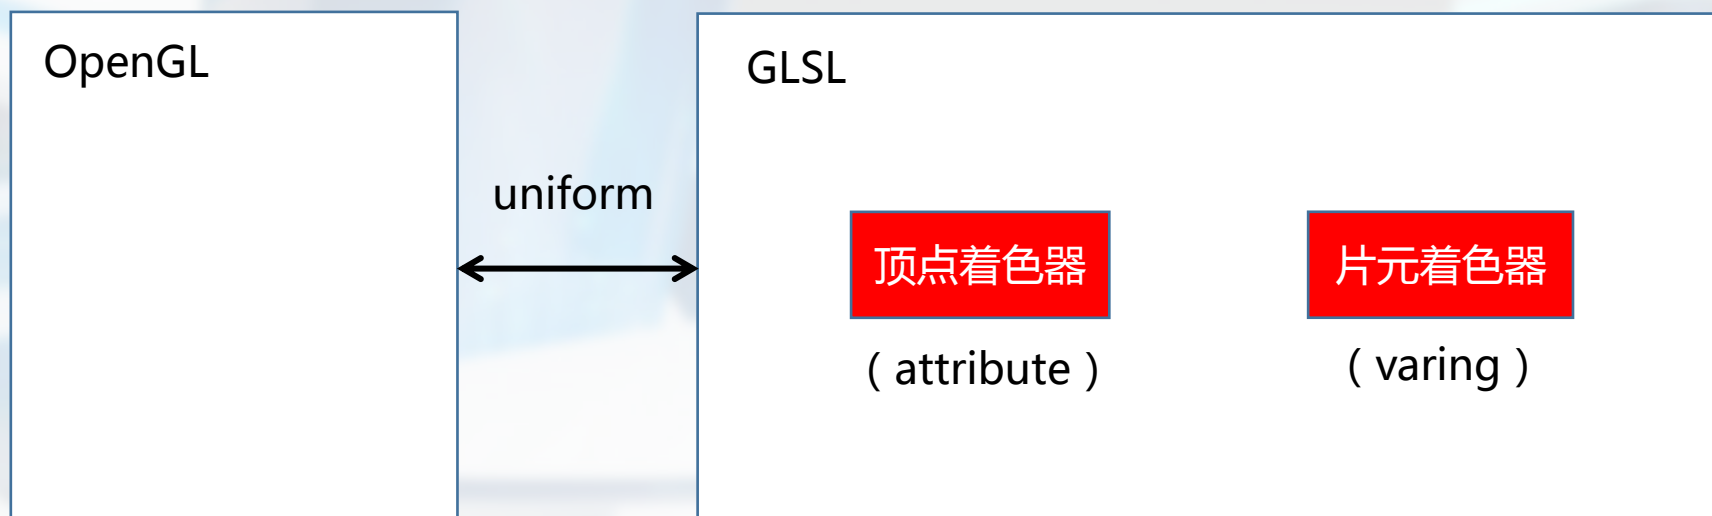 OpenGL
GLSL
uniform
顶点着色器
片元着色器
（attribute）
（varing）